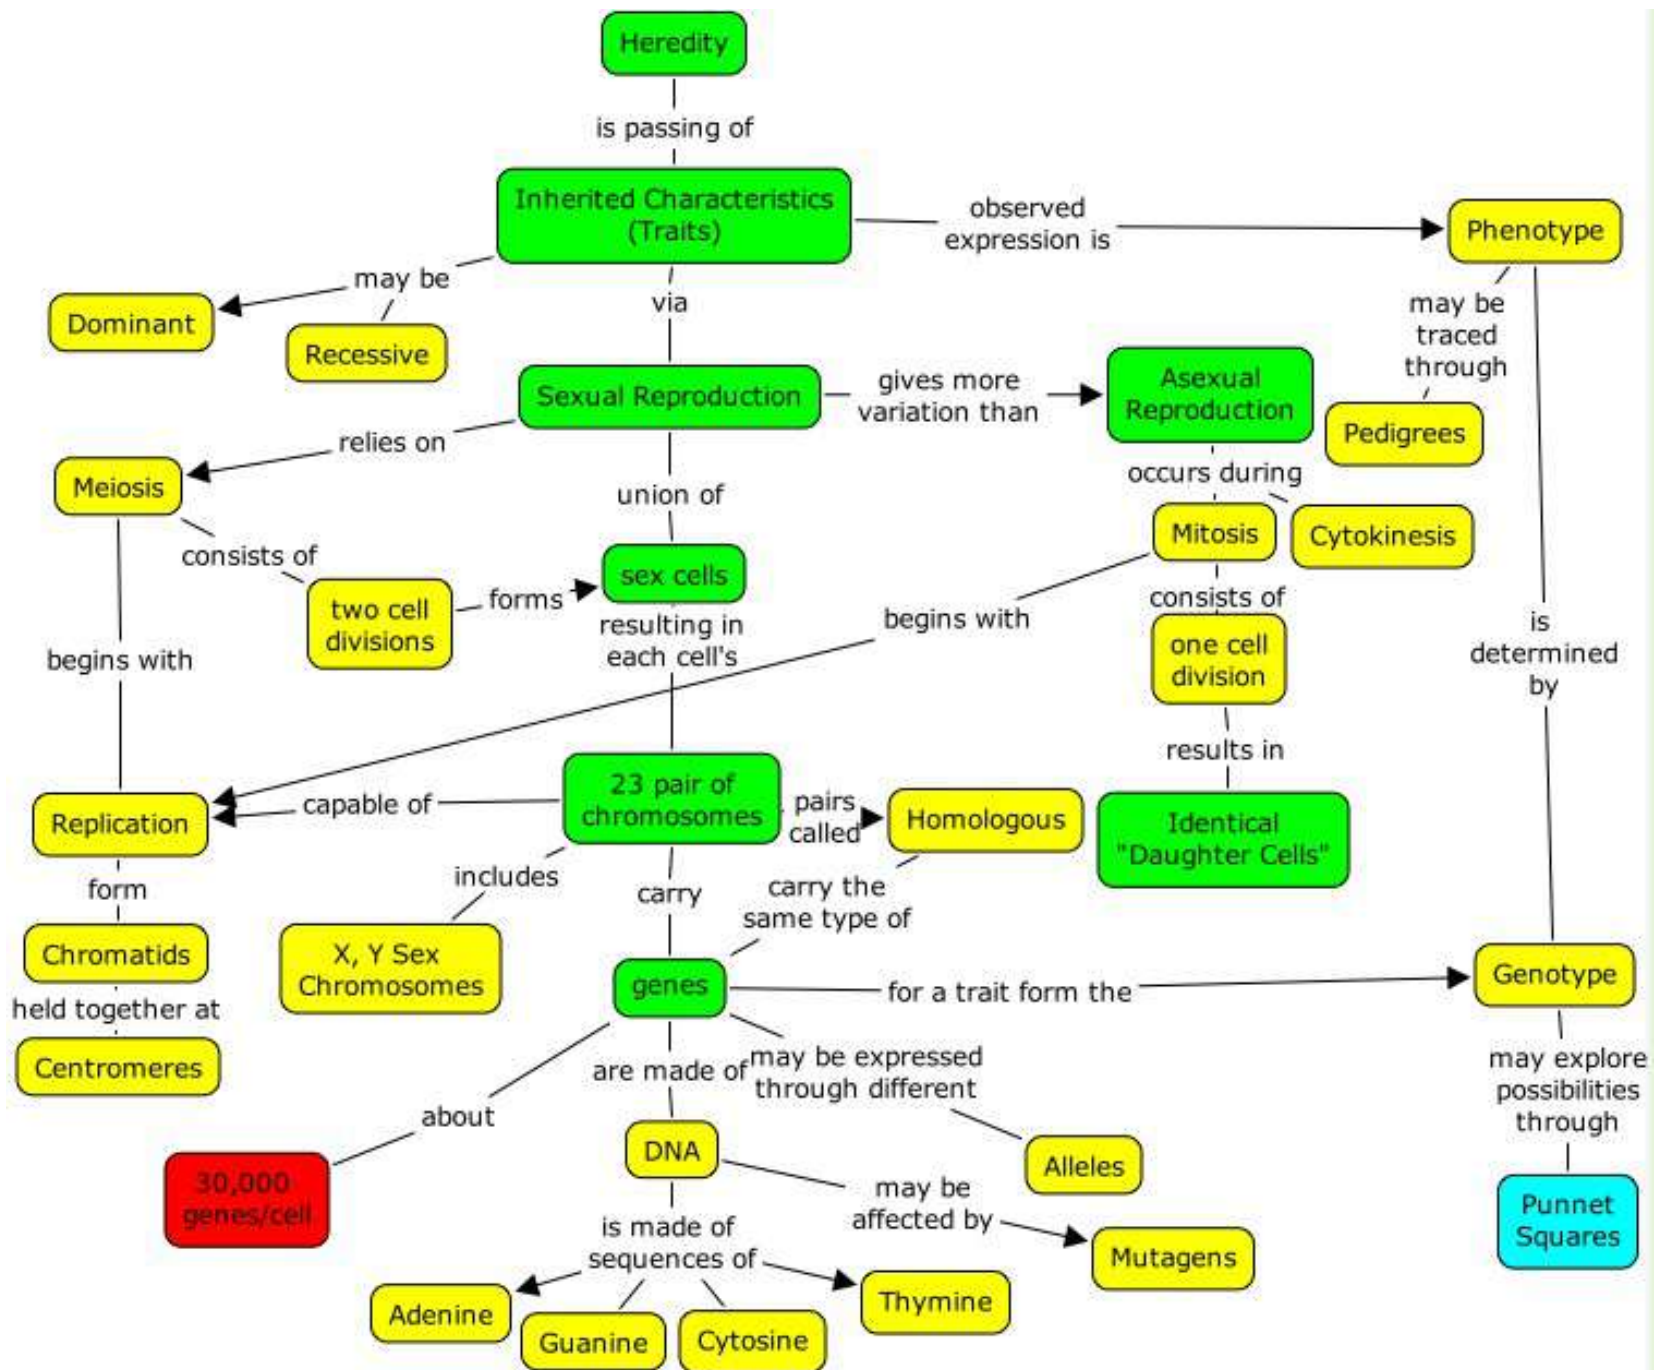 Heredity
is passing of
Inherited Characteristics
(Traits)
observed
expression is
Phenotype
may be
Dominant
Recessive
via
may be
traced
through
Pedigrees
Sexual Reproduction
gives more
variation than
Asexual
Reproduction
relies on
Meiosis
union of
occurs during
Mitosis
Cytokinesis
consists of
two cell
divisions
forms
sex cells
resulting in
each cell's
begins with
begins with
consists of
one cell
division
is
determined
by
results in
Identical
"Daughter Cells"
Replication
capable of
23 pair of
chromosomes
pairs
called
Homologous
form
includes
carry
carry the
same type of
Chromatids
X, Y Sex
Chromosomes
genes
for a trait form the
Genotype
held together at
Centromeres
about
are made of
may be expressed
through different
may explore
possibilities
through
30,000
genes/cell
DNA
Alleles
Punnet
Squares
may be
affected by
Mutagens
is made of
sequences of
Adenine
Guanine
Cytosine
Thymine